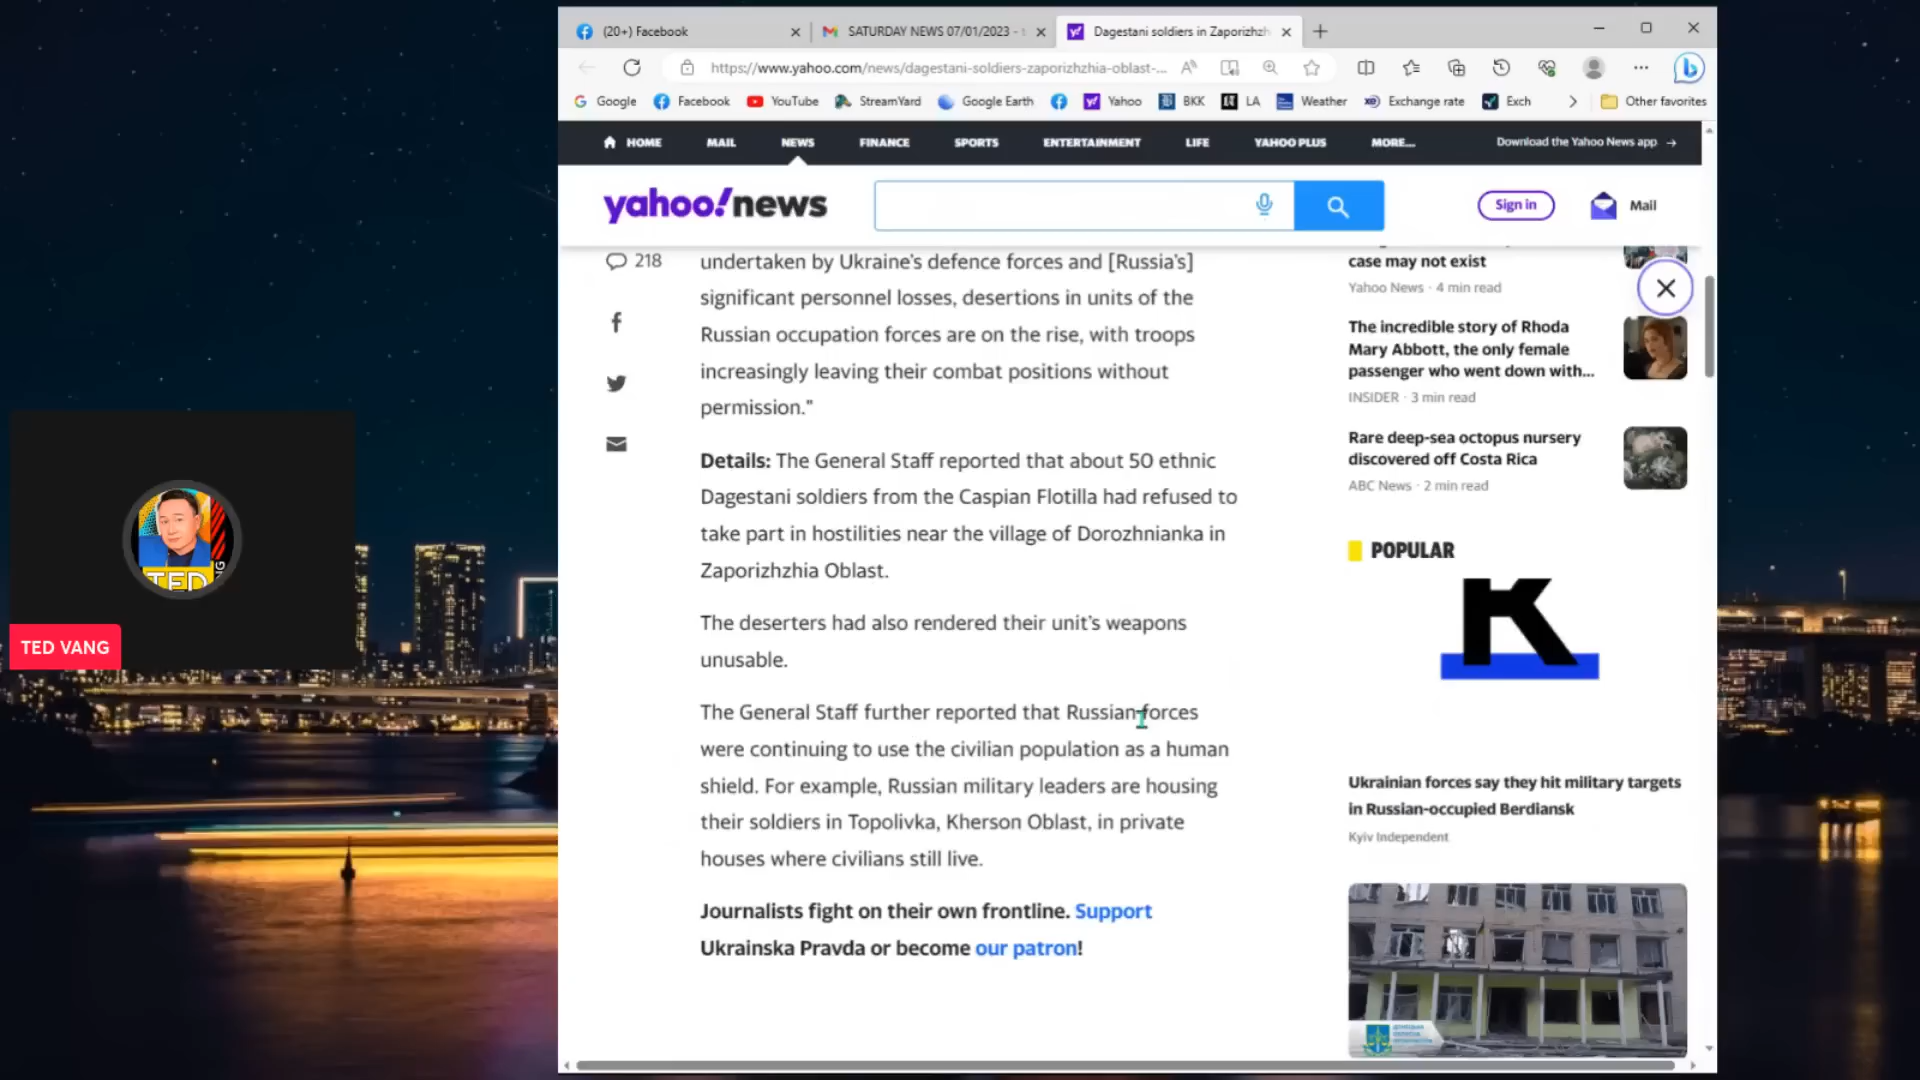 (20+) Facebook
SATURDAY NEWS 07/01/2023 -
Dagestani soldiers in Zaporizhzh
https://www.yahoo.com/news/dagestani-soldiers-zaporizhzhia-oblast-...
Google
Facebook
YouTube
StreamYard
Google Earth
Yahoo
BKK
LA
Weather
Exchange rate
Exch
Other favorites
HOME
MAIL
NEWS
FINANCE
SPORTS
ENTERTAINMENT
LIFE
YAHOO PLUS
MORE...
Download the Yahoo News app →
yahoo!news
Sign in
Mail
218
undertaken by Ukraine's defence forces and [Russia's]
significant personnel losses, desertions in units of the
Russian occupation forces are on the rise, with troops
increasingly leaving their combat positions without
permission."
Details: The General Staff reported that about 50 ethnic
Dagestani soldiers from the Caspian Flotilla had refused to
take part in hostilities near the village of Dorozhnianka in
Zaporizhzhia Oblast.
The deserters had also rendered their unit's weapons
unusable.
The General Staff further reported that Russian forces
were continuing to use the civilian population as a human
shield. For example, Russian military leaders are housing
their soldiers in Topolivka, Kherson Oblast, in private
houses where civilians still live.
Journalists fight on their own frontline. Support
Ukrainska Pravda or become our patron!
case may not exist
Yahoo News · 4 min read
The incredible story of Rhoda
Mary Abbott, the only female
passenger who went down with...
INSIDER · 3 min read
Rare deep-sea octopus nursery
discovered off Costa Rica
ABC News · 2 min read
POPULAR
K
Ukrainian forces say they hit military targets
in Russian-occupied Berdiansk
Kyiv Independent
TED
TED VANG